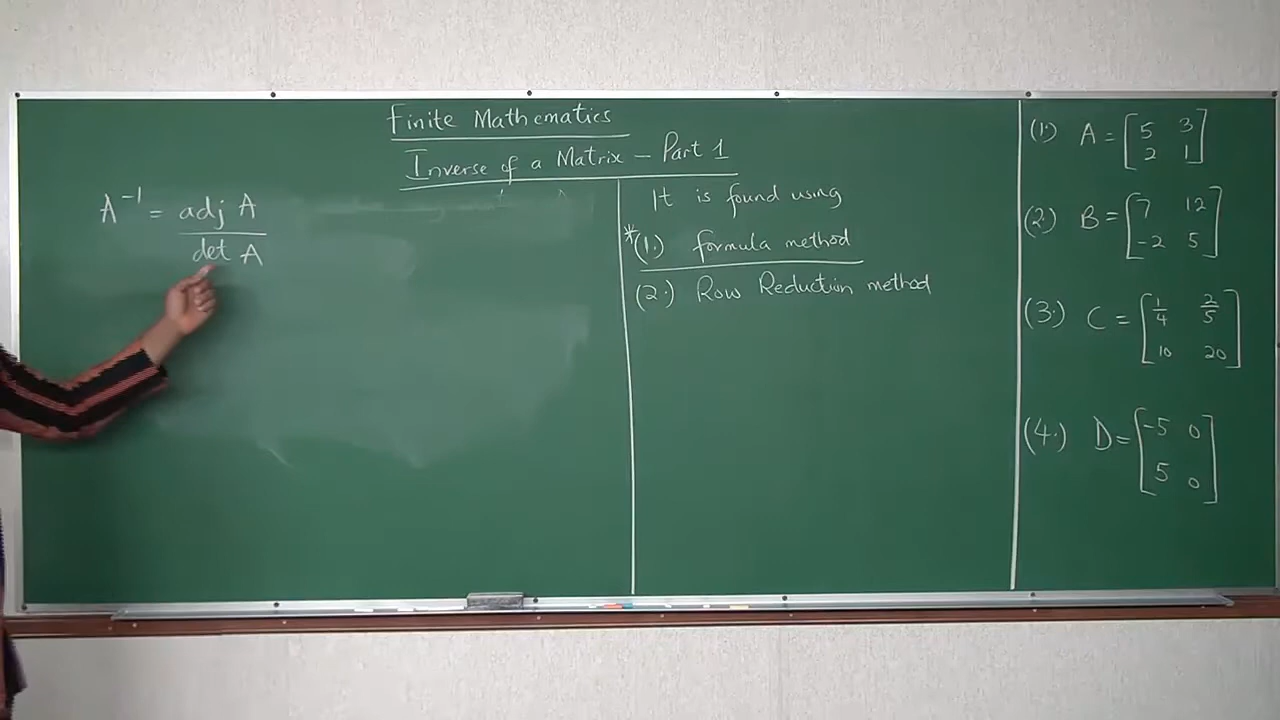 Finite Mathematics
Inverse of a Matrix – Part 1
A⁻¹ = adj A / det A
It is found using
*(1.) formula method
(2.) Row Reduction method
(1.) A = [5 3
2 1]
(2.) B = [7 12
-2 5]
(3.) C = [1/4 2/5
10 20]
(4.) D = [-5 0
5 0]